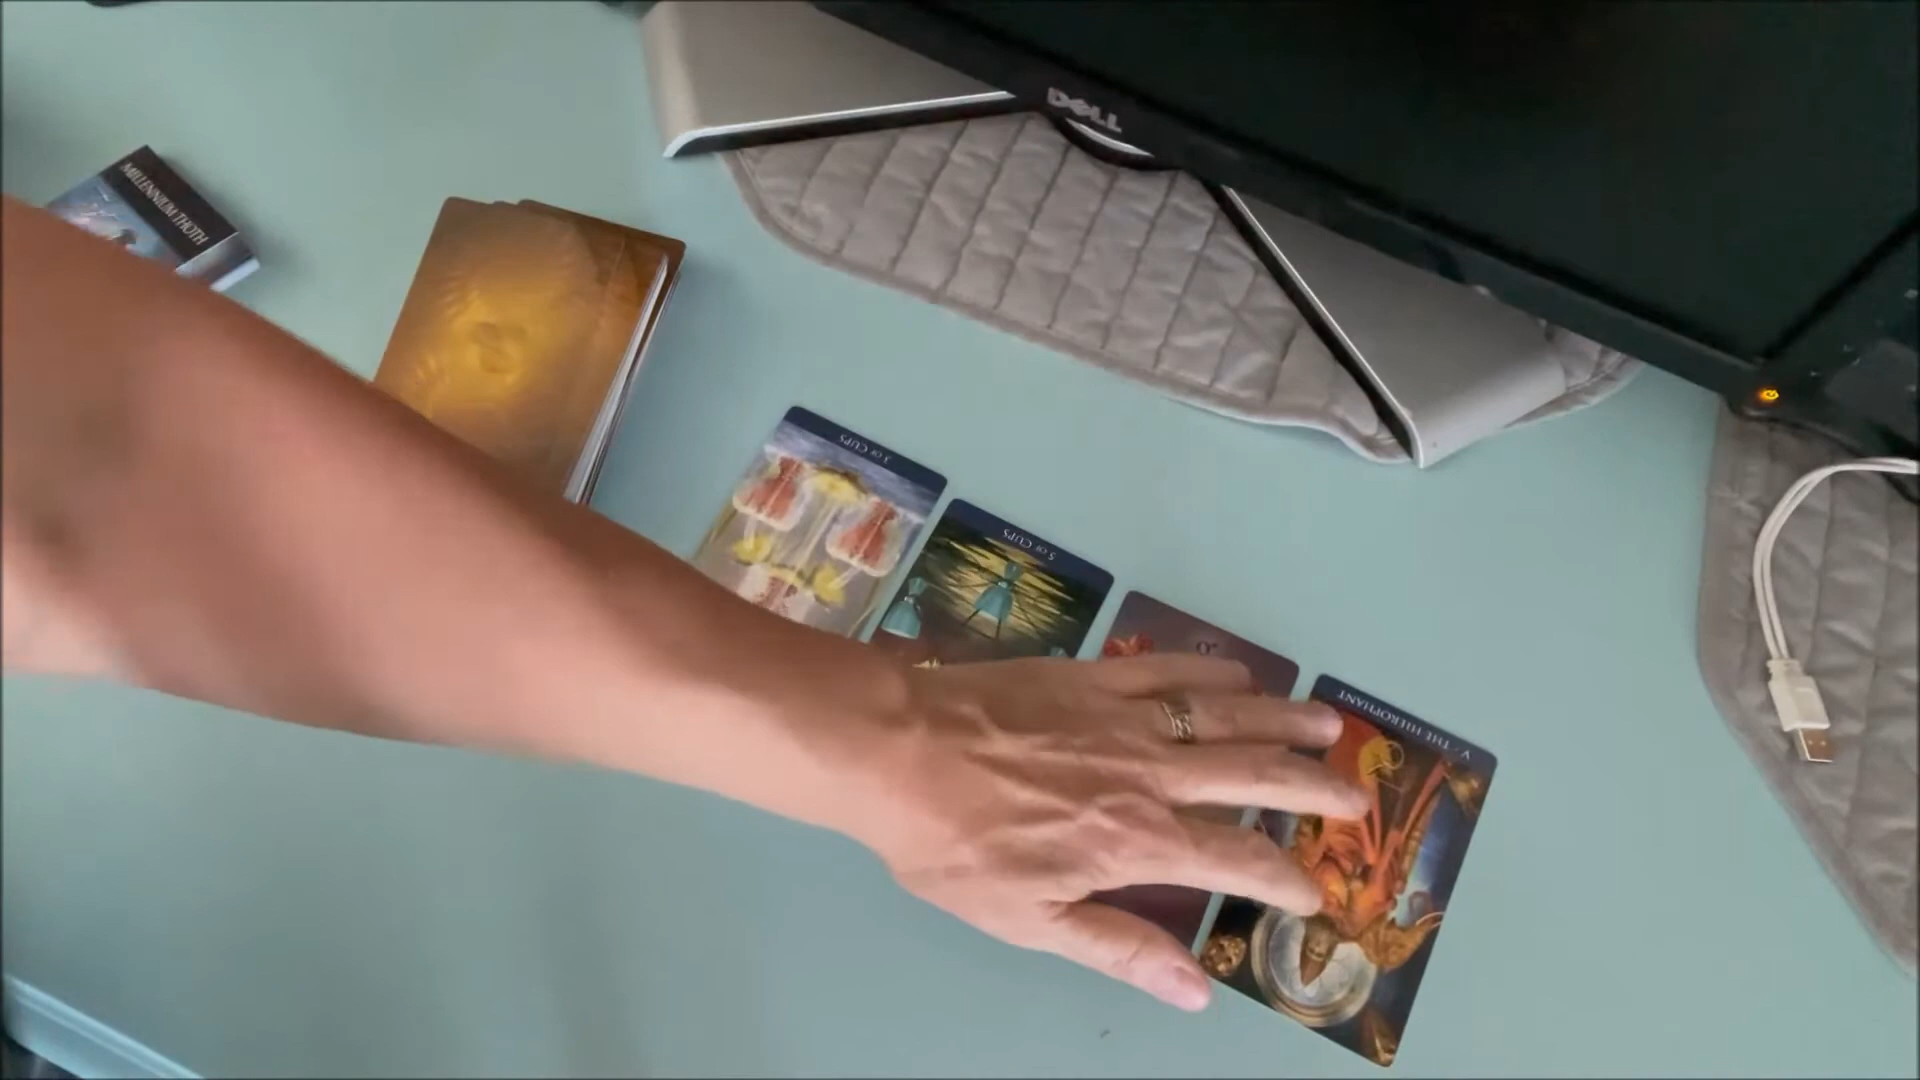 DELL
MILLENNIUM THOTH
3 OF CUPS
5 OF CUPS
V - THE HIEROPHANT